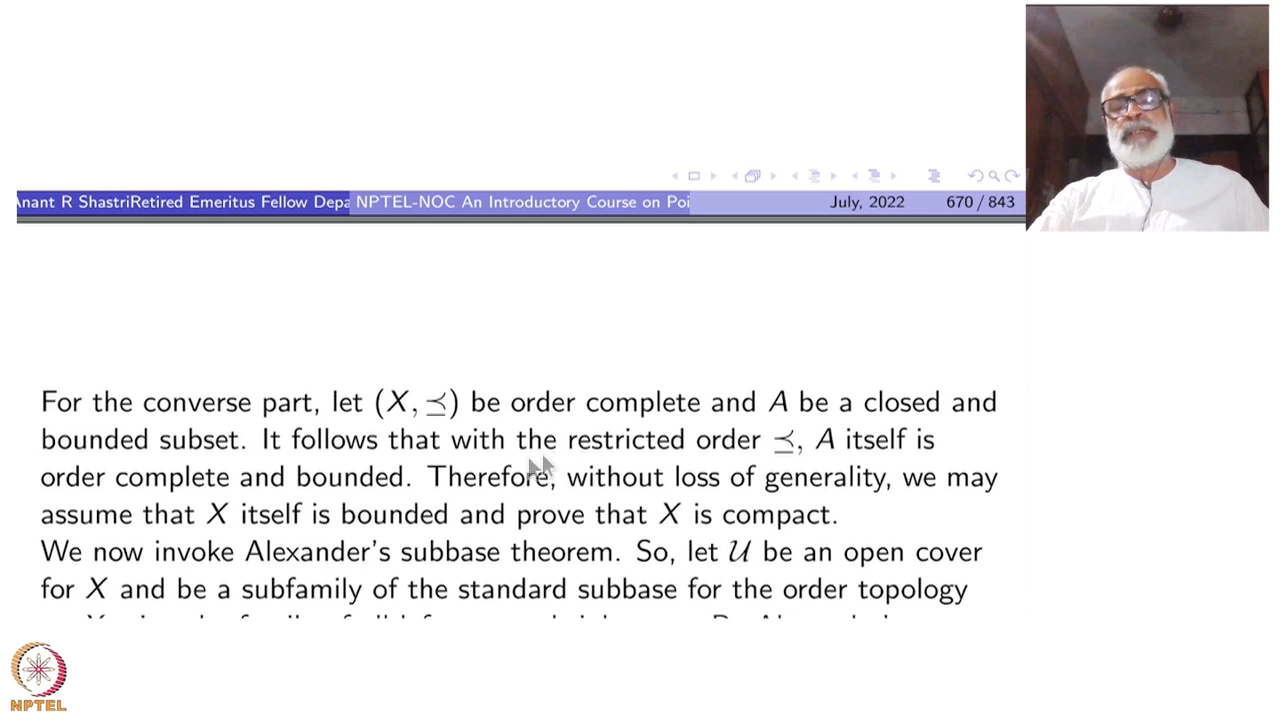 Anant R ShastriRetired Emeritus Fellow Depa NPTEL-NOC An Introductory Course on Poi July, 2022 670 / 843
For the converse part, let (X, ⪯) be order complete and A be a closed and
bounded subset. It follows that with the restricted order ⪯, A itself is
order complete and bounded. Therefore, without loss of generality, we may
assume that X itself is bounded and prove that X is compact.
We now invoke Alexander's subbase theorem. So, let 𝒰 be an open cover
for X and be a subfamily of the standard subbase for the order topology
NPTEL